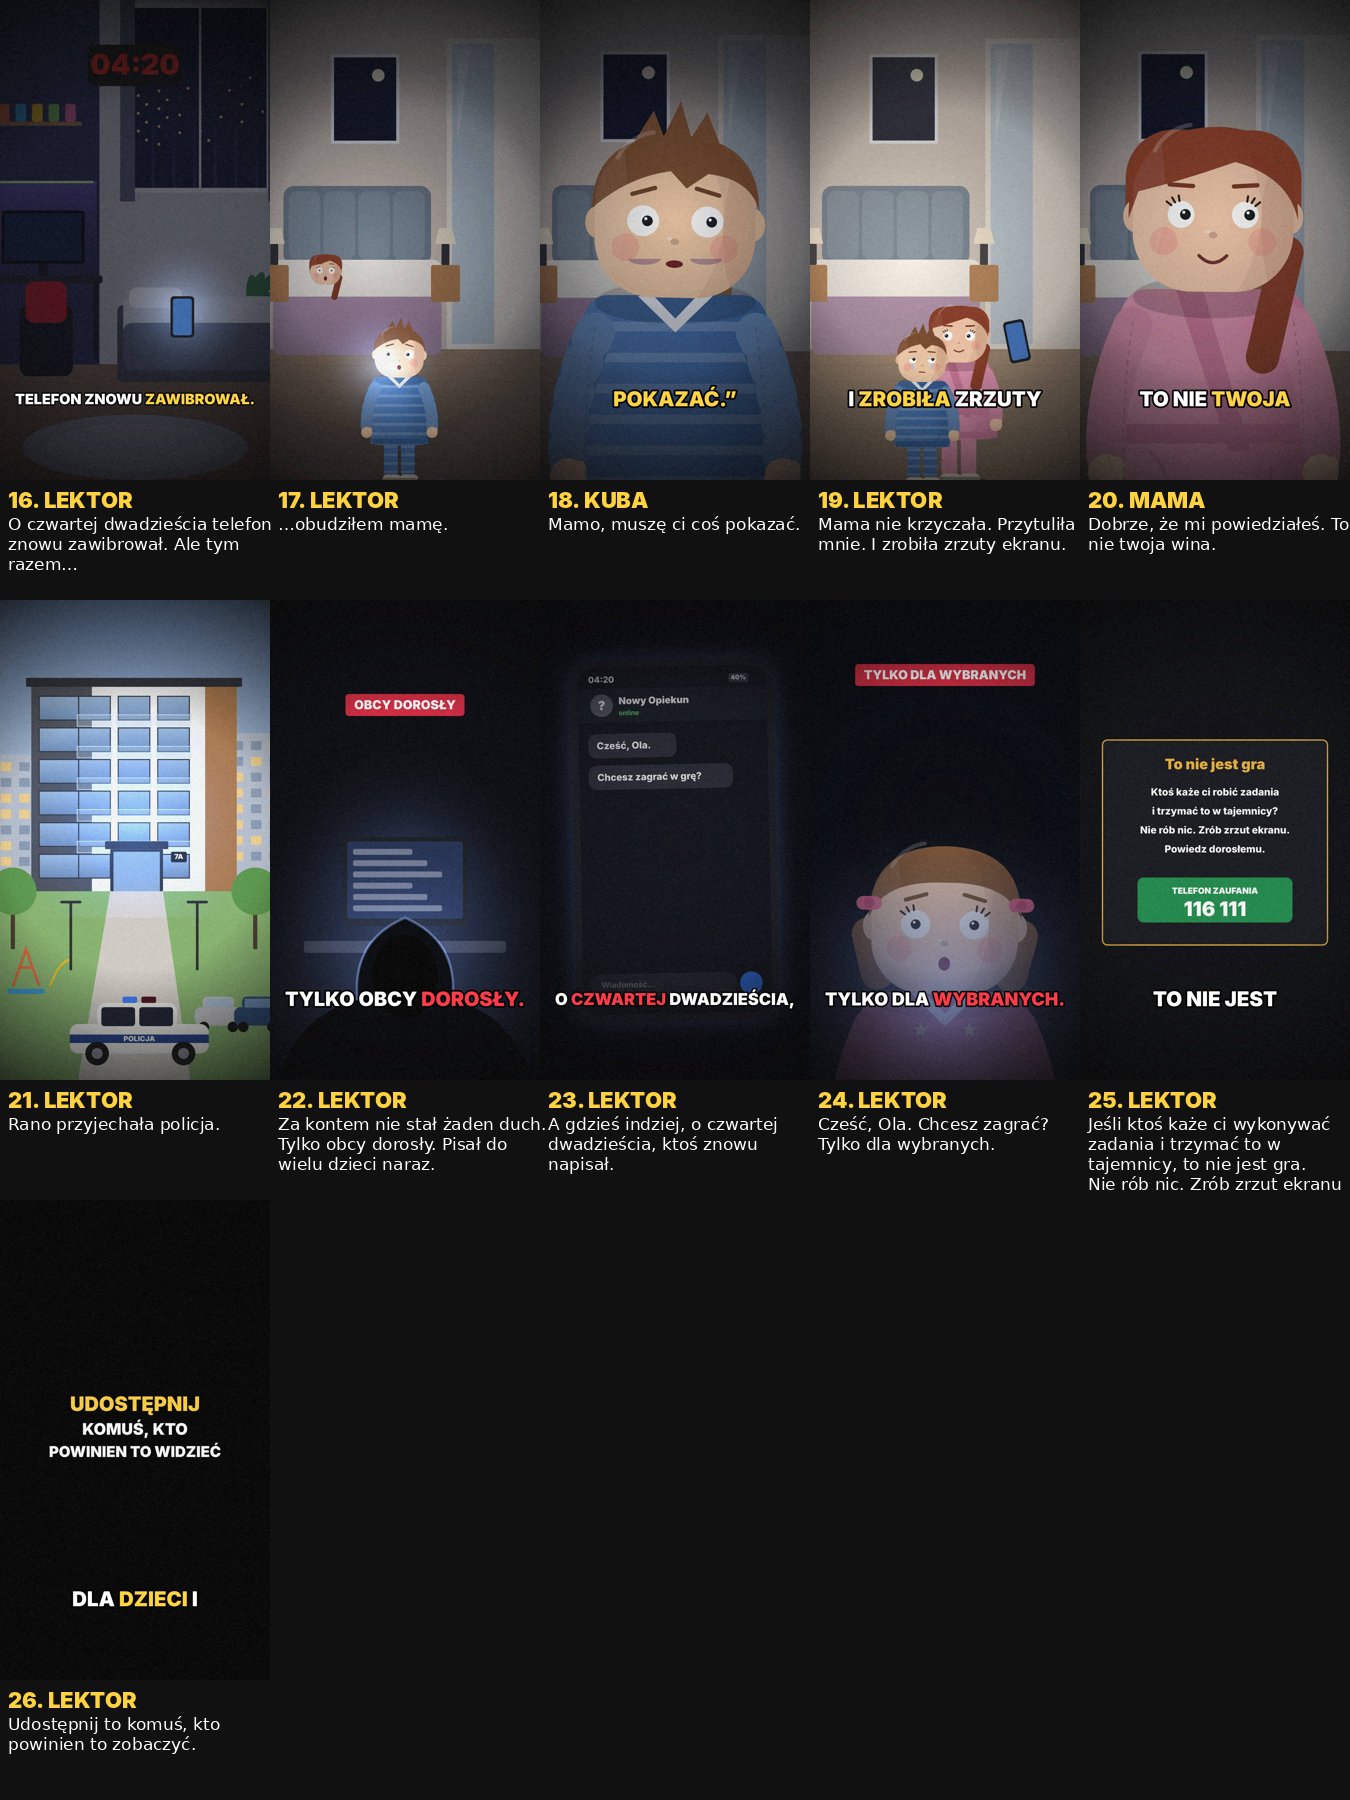 04:20
TELEFON ZNOWU ZAWIBROWAŁ.
POKAZAĆ.”
I ZROBIŁA ZRZUTY
TO NIE TWOJA
16. LEKTOR
O czwartej dwadzieścia telefon
znowu zawibrował. Ale tym
razem...
17. LEKTOR
...obudziłem mamę.
18. KUBA
Mamo, muszę ci coś pokazać.
19. LEKTOR
Mama nie krzyczała. Przytuliła
mnie. I zrobiła zrzuty ekranu.
20. MAMA
Dobrze, że mi powiedziałeś. To
nie twoja wina.
7A
POLICJA
OBCY DOROSŁY
TYLKO OBCY DOROSŁY.
04:20
40%
?
Nowy Opiekun
online
Cześć, Ola.
Chcesz zagrać w grę?
Wiadomość...
O CZWARTEJ DWADZIEŚCIA,
TYLKO DLA WYBRANYCH
TYLKO DLA WYBRANYCH.
To nie jest gra
Ktoś każe ci robić zadania
i trzymać to w tajemnicy?
Nie rób nic. Zrób zrzut ekranu.
Powiedz dorosłemu.
TELEFON ZAUFANIA
116 111
TO NIE JEST
21. LEKTOR
Rano przyjechała policja.
22. LEKTOR
Za kontem nie stał żaden duch.
Tylko obcy dorosły. Pisał do
wielu dzieci naraz.
23. LEKTOR
A gdzieś indziej, o czwartej
dwadzieścia, ktoś znowu
napisał.
24. LEKTOR
Cześć, Ola. Chcesz zagrać?
Tylko dla wybranych.
25. LEKTOR
Jeśli ktoś każe ci wykonywać
zadania i trzymać to w
tajemnicy, to nie jest gra.
Nie rób nic. Zrób zrzut ekranu
UDOSTĘPNIJ
KOMUŚ, KTO
POWINIEN TO WIDZIEĆ
DLA DZIECI I
26. LEKTOR
Udostępnij to komuś, kto
powinien to zobaczyć.